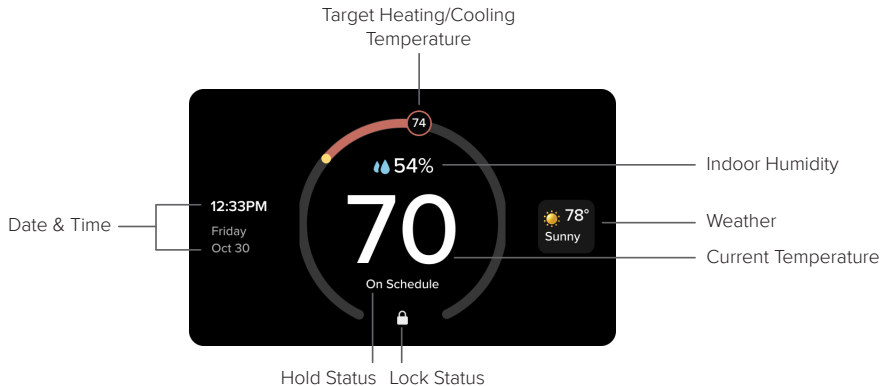 Target Heating/Cooling
Temperature
74
54%
Indoor Humidity
12:33PM
Friday
Oct 30
Date & Time
70
78°
Sunny
Weather
Current Temperature
On Schedule
Hold Status
Lock Status